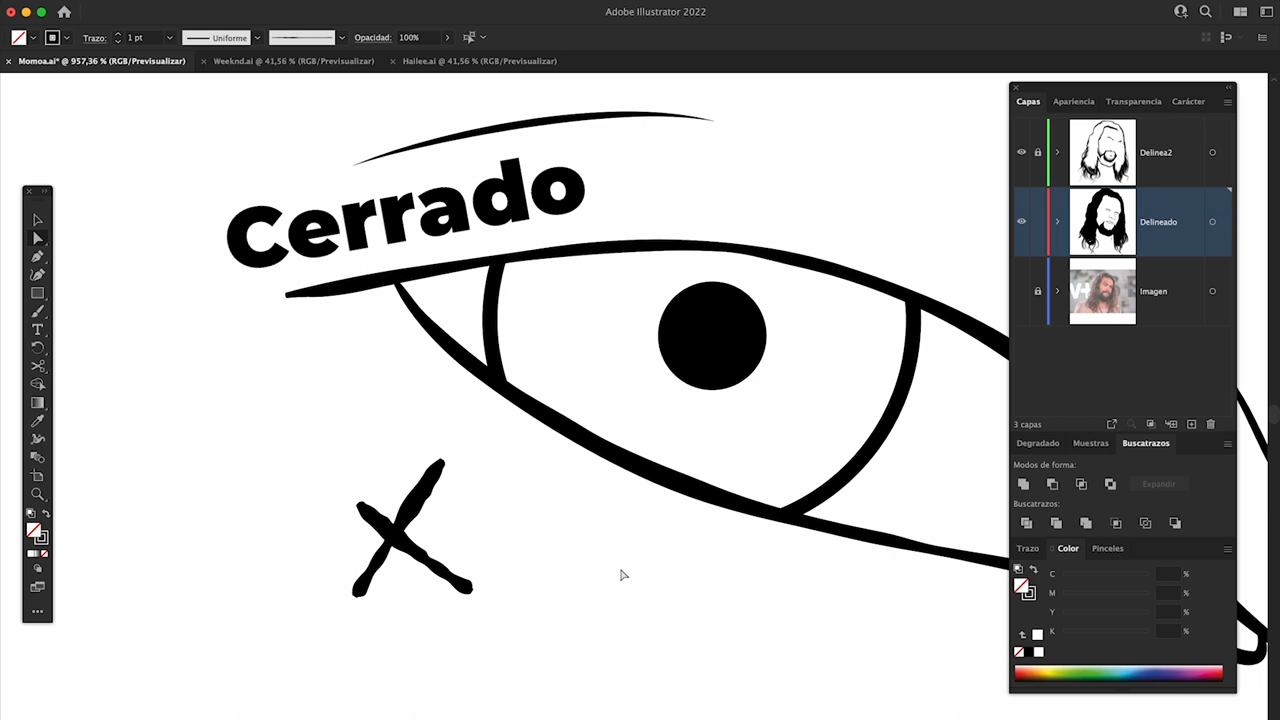 Adobe Illustrator 2022
Trazo: 1 pt Uniforme Opacidad: 100%
Momoa.ai* @ 957,36 % (RGB/Previsualizar) Weeknd.ai @ 41,56 % (RGB/Previsualizar) Hailee.ai @ 41,56 % (RGB/Previsualizar)
Cerrado
Capas Apariencia Transparencia Carácter
Delinea2
Delineado
Imagen
3 capas
Degradado Muestras Buscatrazos
Modos de forma:
Expandir
Buscatrazos:
Trazo Color Pinceles
C %
M %
Y %
K %